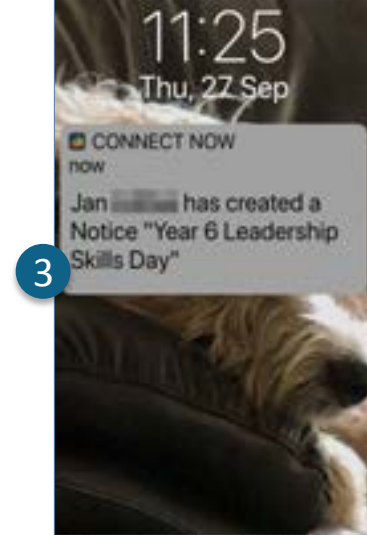 11:25
Thu, 27 Sep
CONNECT NOW
now
Jan has created a
Notice "Year 6 Leadership
Skills Day"
3